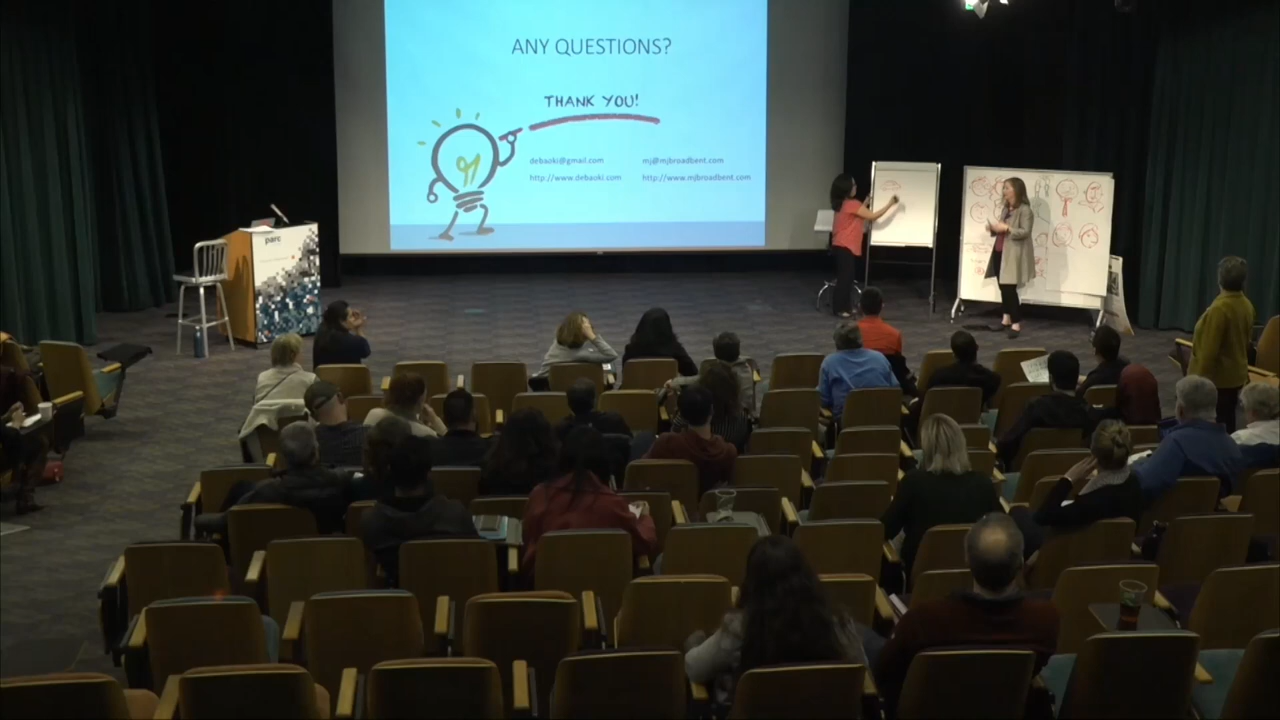 ANY QUESTIONS?
THANK YOU!
debaoki@gmail.com
mj@mjbroadbent.com
http://www.debaoki.com
http://www.mjbroadbent.com
parc